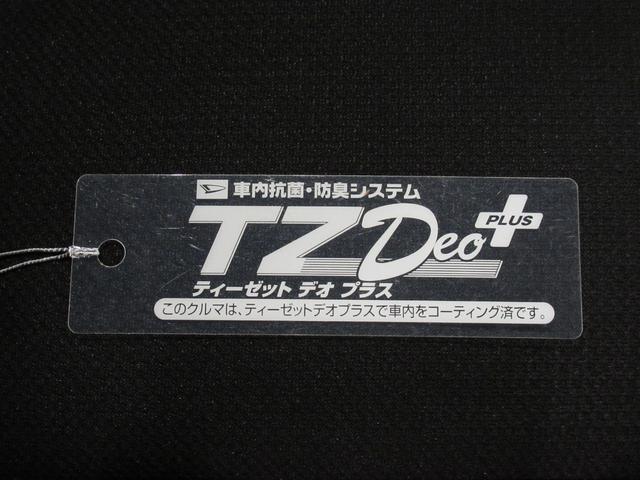 車内抗菌・防臭システム
TZ Deo PLUS
ティーゼット デオ プラス
このクルマは、ティーゼットデオプラスで車内をコーティング済です。